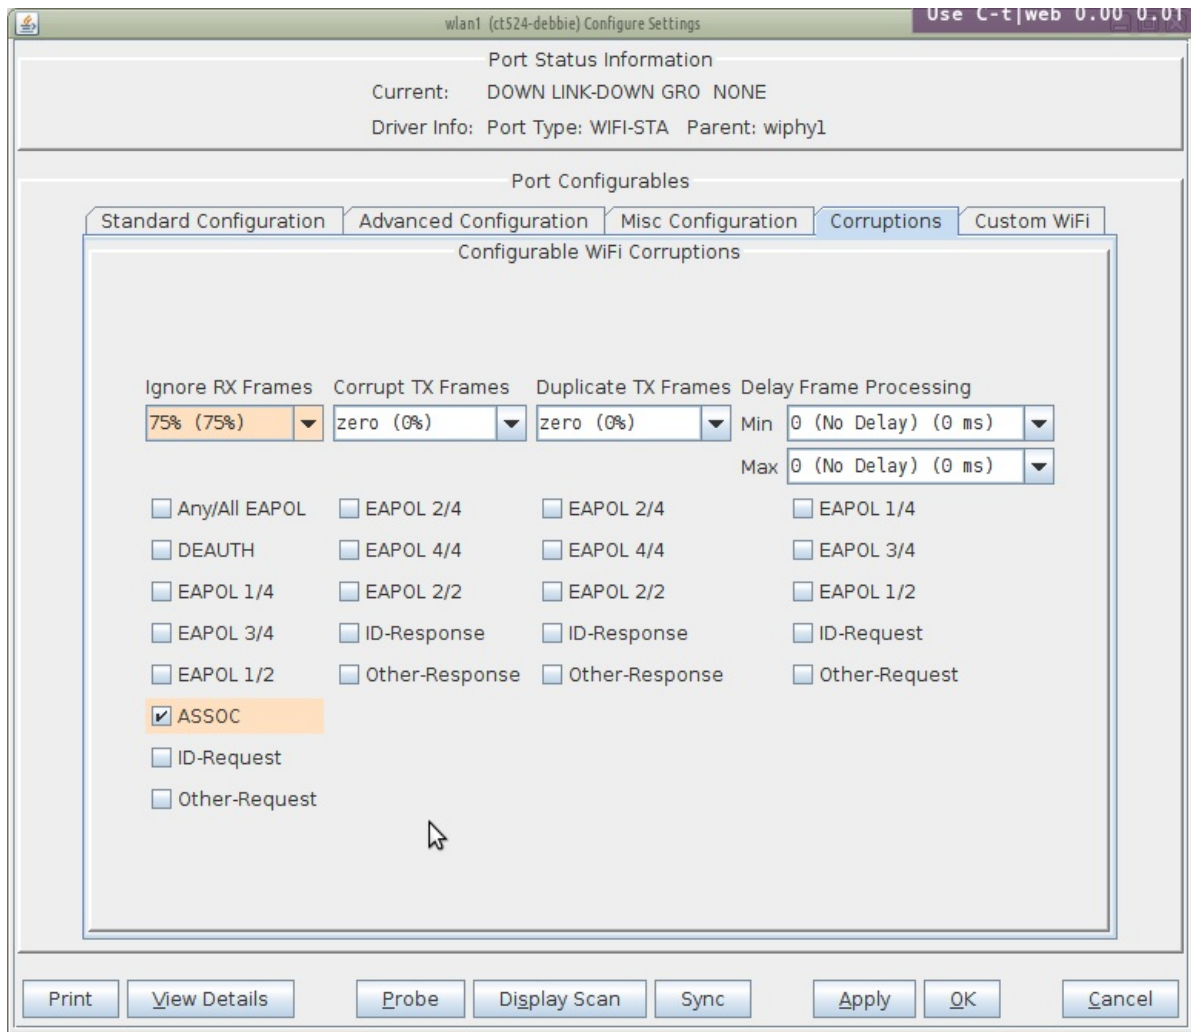 wlan1 (ct524-debbie) Configure Settings
Use C-t|web 0.00 0.01
Port Status Information
Current: DOWN LINK-DOWN GRO NONE
Driver Info: Port Type: WIFI-STA Parent: wiphy1
Port Configurables
Standard Configuration Advanced Configuration Misc Configuration Corruptions Custom WiFi
Configurable WiFi Corruptions
Ignore RX Frames Corrupt TX Frames Duplicate TX Frames Delay Frame Processing
75% (75%) zero (0%) zero (0%) Min 0 (No Delay) (0 ms)
Max 0 (No Delay) (0 ms)
Any/All EAPOL EAPOL 2/4 EAPOL 2/4 EAPOL 1/4
DEAUTH EAPOL 4/4 EAPOL 4/4 EAPOL 3/4
EAPOL 1/4 EAPOL 2/2 EAPOL 2/2 EAPOL 1/2
EAPOL 3/4 ID-Response ID-Response ID-Request
EAPOL 1/2 Other-Response Other-Response Other-Request
ASSOC
ID-Request
Other-Request
Print View Details Probe Display Scan Sync Apply OK Cancel